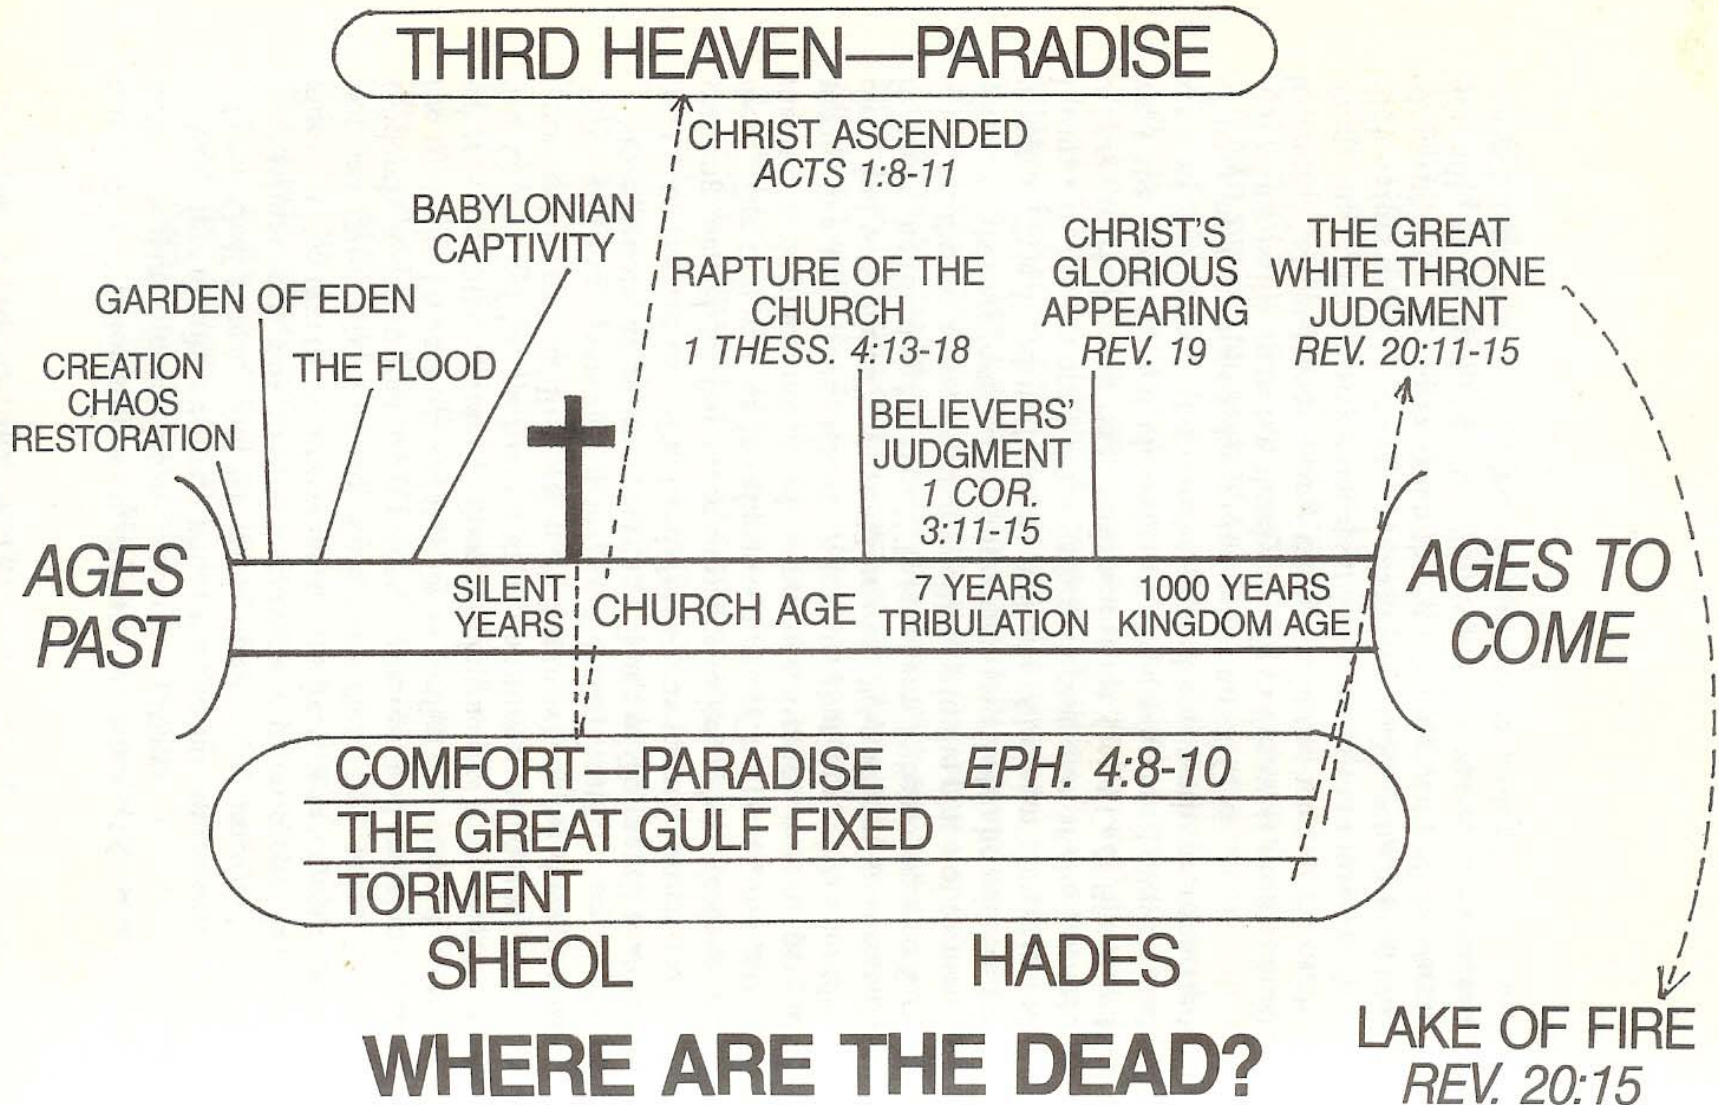 THIRD HEAVEN—PARADISE
CHRIST ASCENDED
ACTS 1:8-11
BABYLONIAN
CAPTIVITY
GARDEN OF EDEN
THE FLOOD
CREATION
CHAOS
RESTORATION
RAPTURE OF THE
CHURCH
1 THESS. 4:13-18
BELIEVERS'
JUDGMENT
1 COR.
3:11-15
CHRIST'S
GLORIOUS
APPEARING
REV. 19
THE GREAT
WHITE THRONE
JUDGMENT
REV. 20:11-15
AGES
PAST
SILENT
YEARS
CHURCH AGE
7 YEARS
TRIBULATION
1000 YEARS
KINGDOM AGE
AGES TO
COME
COMFORT—PARADISE EPH. 4:8-10
THE GREAT GULF FIXED
TORMENT
SHEOL HADES
WHERE ARE THE DEAD?
LAKE OF FIRE
REV. 20:15